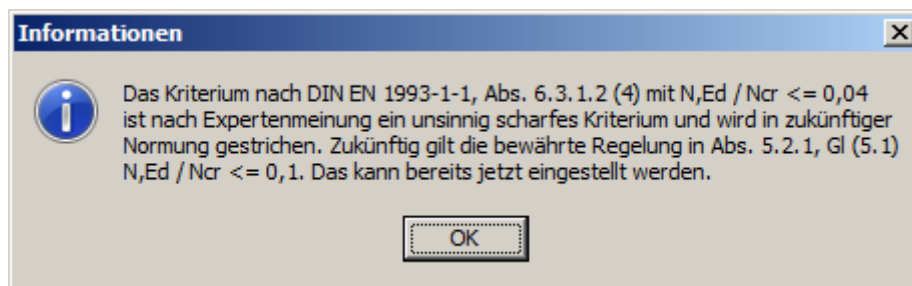 Informationen
Das Kriterium nach DIN EN 1993-1-1, Abs. 6.3.1.2 (4) mit N,Ed / Ncr <= 0,04
ist nach Expertenmeinung ein unsinnig scharfes Kriterium und wird in zukünftiger
Normung gestrichen. Zukünftig gilt die bewährte Regelung in Abs. 5.2.1, Gl (5.1)
N,Ed / Ncr <= 0,1. Das kann bereits jetzt eingestellt werden.
OK